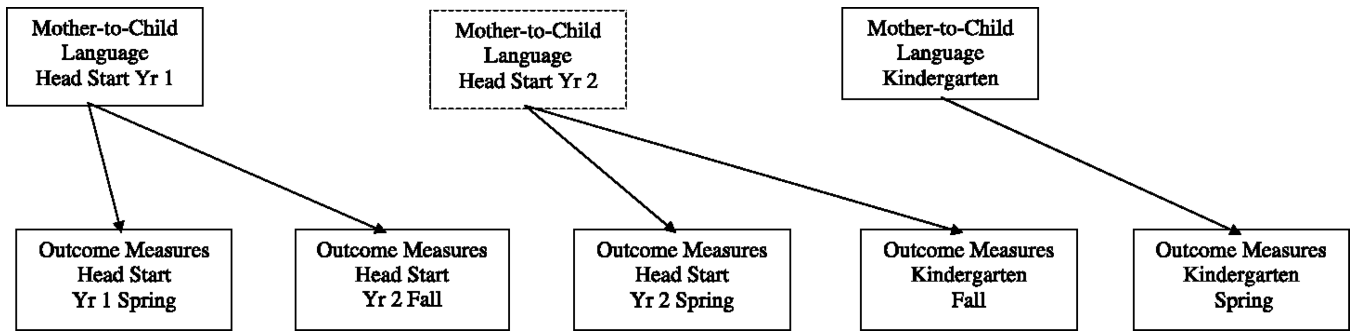 Mother-to-Child
Language
Head Start Yr 1
Mother-to-Child
Language
Head Start Yr 2
Mother-to-Child
Language
Kindergarten
Outcome Measures
Head Start
Yr 1 Spring
Outcome Measures
Head Start
Yr 2 Fall
Outcome Measures
Head Start
Yr 2 Spring
Outcome Measures
Kindergarten
Fall
Outcome Measures
Kindergarten
Spring